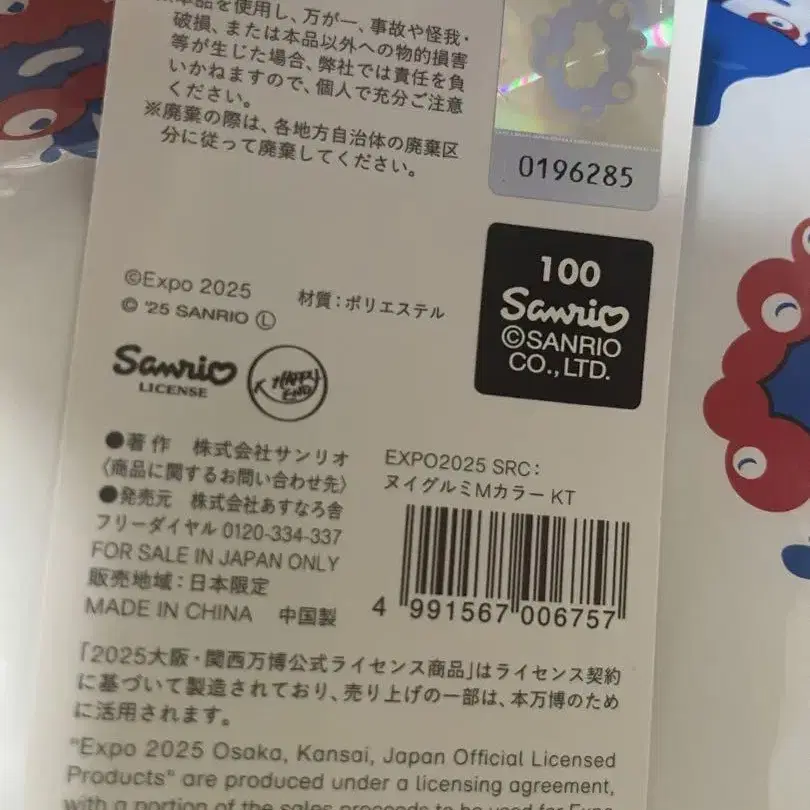 本品を使用し、万が一、事故や怪我・
破損、または本品以外への物的損害
等が生じた場合、弊社では責任を負
いかねますので、個人で充分ご注意
ください。
※廃棄の際は、各地方自治体の廃棄区
分に従って廃棄してください。
0196285
©Expo 2025
© '25 SANRIO Ⓛ
材質：ポリエステル
100
Sanrio
©SANRIO
CO., LTD.
Sanrio
LICENSE
HAPPY
●著作 株式会社サンリオ
〈商品に関するお問い合わせ先〉
●発売元 株式会社あすなろ舎
フリーダイヤル 0120-334-337
FOR SALE IN JAPAN ONLY
販売地域：日本限定
MADE IN CHINA 中国製
EXPO2025 SRC：
ヌイグルミMカラー KT
4 991567 006757
「2025大阪・関西万博公式ライセンス商品」はライセンス契約
に基づいて製造されており、売り上げの一部は、本万博のため
に活用されます。
"Expo 2025 Osaka, Kansai, Japan Official Licensed
Products" are produced under a licensing agreement,
with a portion of the sales proceeds to be used for Expo